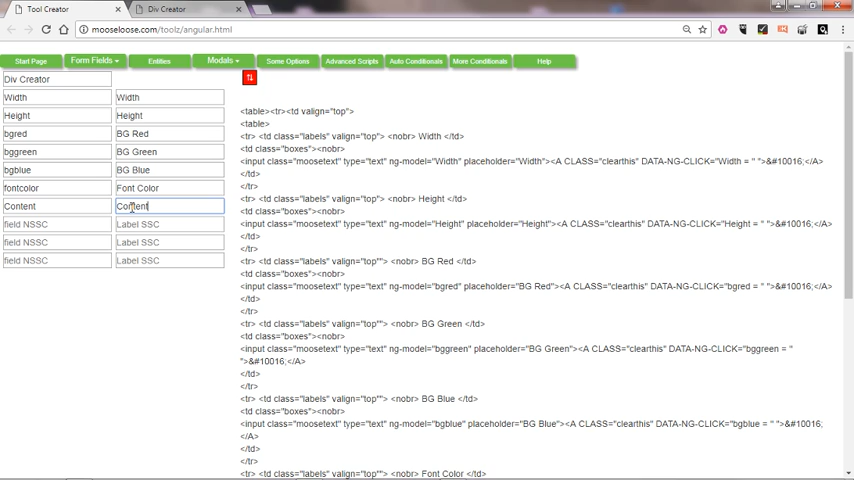 Tool Creator
Div Creator
mooseloose.com/toolz/angular.html
Start Page
Form Fields
Entities
Modals
Some Options
Advanced Scripts
Auto Conditionals
More Conditionals
Help
Div Creator
Width Width
Height Height
bgred BG Red
bggreen BG Green
bgblue BG Blue
fontcolor Font Color
Content Content
field NSSC Label SSC
field NSSC Label SSC
field NSSC Label SSC
<table><tr><td valign="top">
<table>
<tr> <td class="labels" valign="top"> <nobr> Width </td>
<td class="boxes"><nobr>
<input class="moosetext" type="text" ng-model="Width" placeholder="Width"><A CLASS="clearthis" DATA-NG-CLICK="Width = '' ">&#10016;</A>
</td>
</tr>
<tr> <td class="labels" valign="top"> <nobr> Height </td>
<td class="boxes"><nobr>
<input class="moosetext" type="text" ng-model="Height" placeholder="Height"><A CLASS="clearthis" DATA-NG-CLICK="Height = '' ">&#10016;</A>
</td>
</tr>
<tr> <td class="labels" valign="top""> <nobr> BG Red </td>
<td class="boxes"><nobr>
<input class="moosetext" type="text" ng-model="bgred" placeholder="BG Red"><A CLASS="clearthis" DATA-NG-CLICK="bgred = '' ">&#10016;</A>
</td>
</tr>
<tr> <td class="labels" valign="top""> <nobr> BG Green </td>
<td class="boxes"><nobr>
<input class="moosetext" type="text" ng-model="bggreen" placeholder="BG Green"><A CLASS="clearthis" DATA-NG-CLICK="bggreen = ''
">&#10016;</A>
</td>
</tr>
<tr> <td class="labels" valign="top""> <nobr> BG Blue </td>
<td class="boxes"><nobr>
<input class="moosetext" type="text" ng-model="bgblue" placeholder="BG Blue"><A CLASS="clearthis" DATA-NG-CLICK="bgblue = '' ">&#10016;
</A>
</td>
</tr>
<tr> <td class="labels" valign="top""> <nobr> Font Color </td>